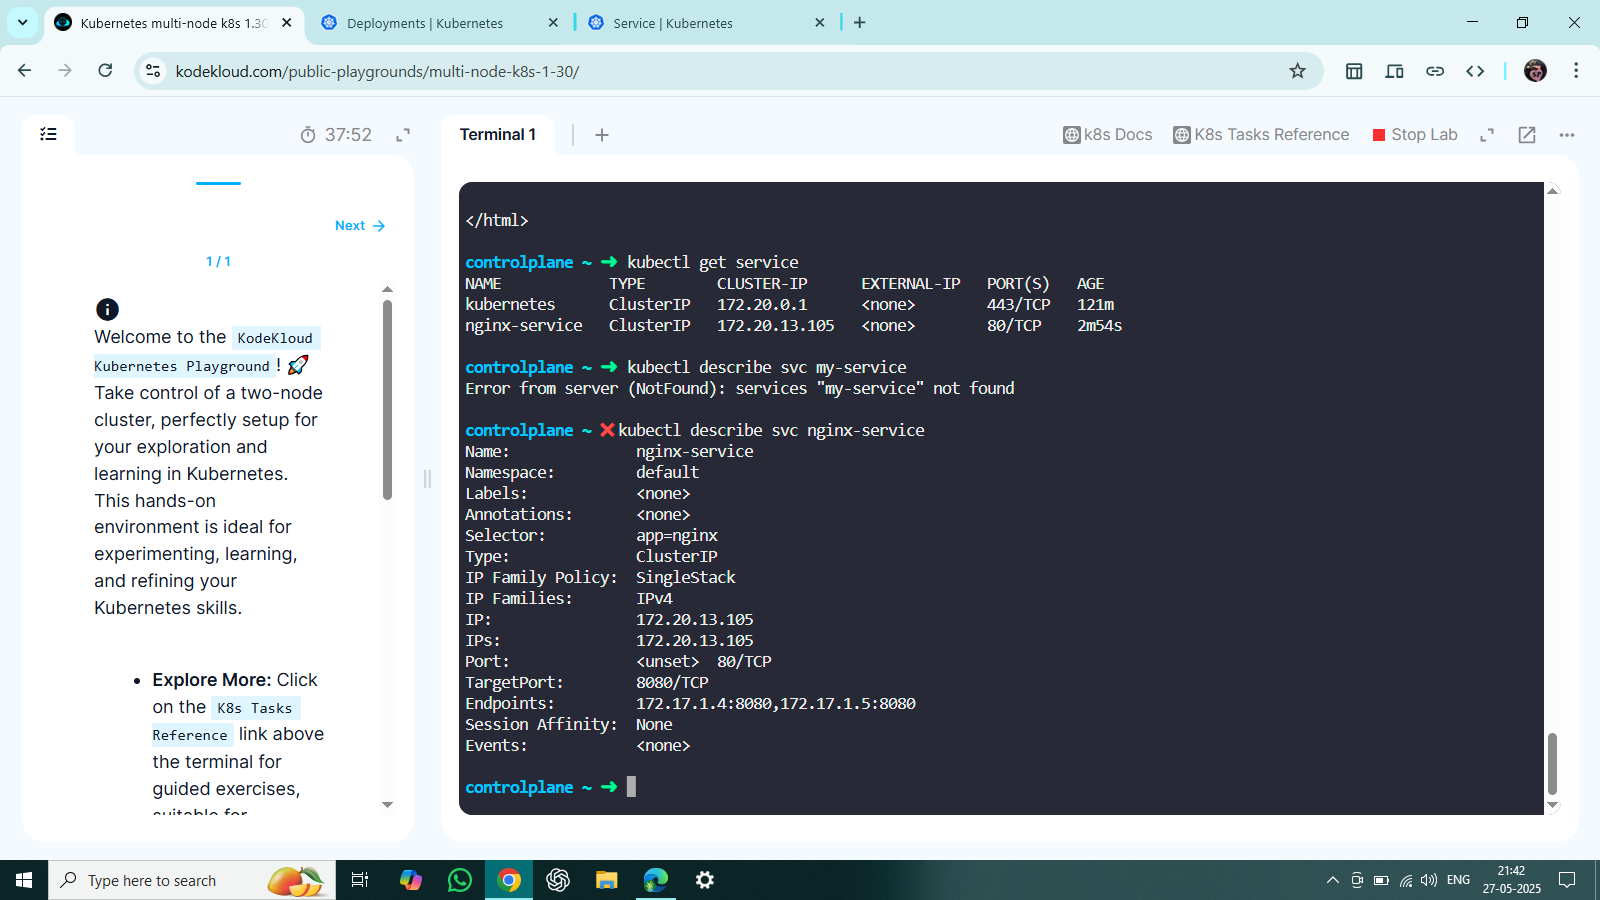 Kubernetes multi-node k8s 1.30
Deployments | Kubernetes
Service | Kubernetes
kodekloud.com/public-playgrounds/multi-node-k8s-1-30/
37:52
Terminal 1
k8s Docs
K8s Tasks Reference
Stop Lab
Next →
1 / 1
Welcome to the KodeKloud
Kubernetes Playground! 🚀
Take control of a two-node
cluster, perfectly setup for
your exploration and
learning in Kubernetes.
This hands-on
environment is ideal for
experimenting, learning,
and refining your
Kubernetes skills.
• Explore More: Click
on the K8s Tasks
Reference link above
the terminal for
guided exercises,
suitable for
</html>
controlplane ~ ➜ kubectl get service
NAME TYPE CLUSTER-IP EXTERNAL-IP PORT(S) AGE
kubernetes ClusterIP 172.20.0.1 <none> 443/TCP 121m
nginx-service ClusterIP 172.20.13.105 <none> 80/TCP 2m54s
controlplane ~ ➜ kubectl describe svc my-service
Error from server (NotFound): services "my-service" not found
controlplane ~ ❌kubectl describe svc nginx-service
Name: nginx-service
Namespace: default
Labels: <none>
Annotations: <none>
Selector: app=nginx
Type: ClusterIP
IP Family Policy: SingleStack
IP Families: IPv4
IP: 172.20.13.105
IPs: 172.20.13.105
Port: <unset> 80/TCP
TargetPort: 8080/TCP
Endpoints: 172.17.1.4:8080,172.17.1.5:8080
Session Affinity: None
Events: <none>
controlplane ~ ➜
Type here to search
ENG
21:42
27-05-2025